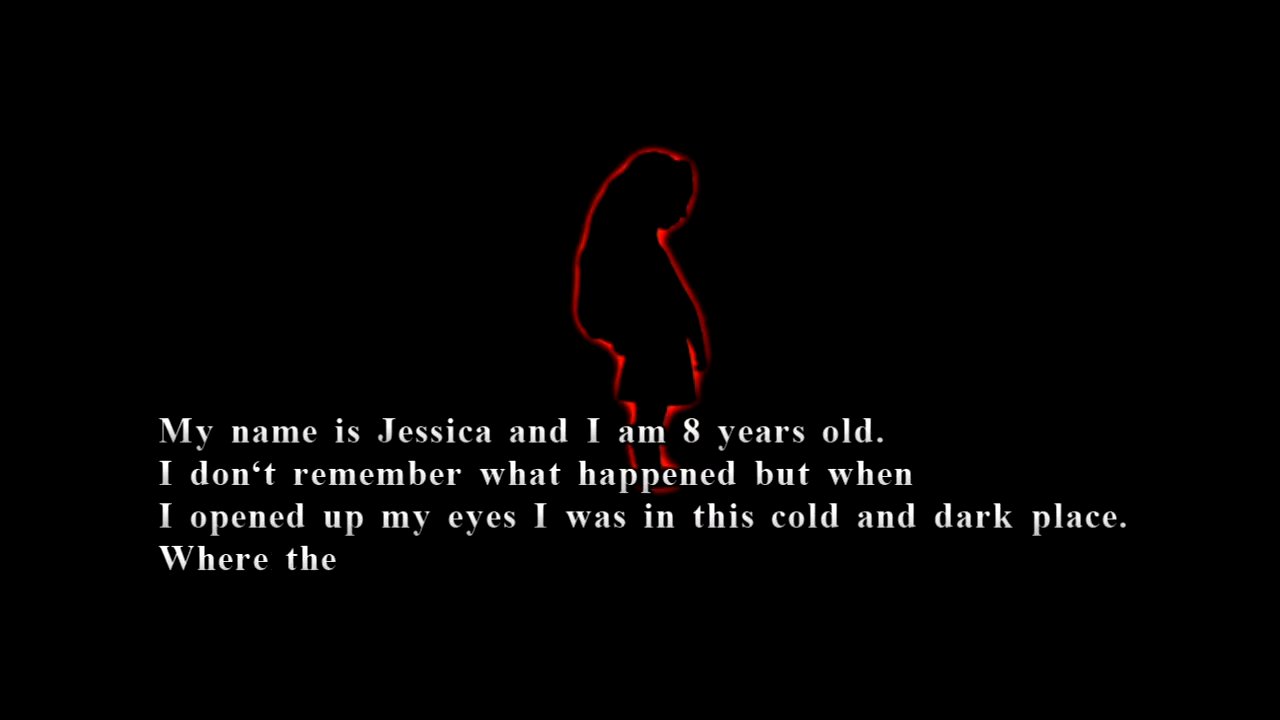 My name is Jessica and I am 8 years old.
I don‘t remember what happened but when
I opened up my eyes I was in this cold and dark place.
Where the